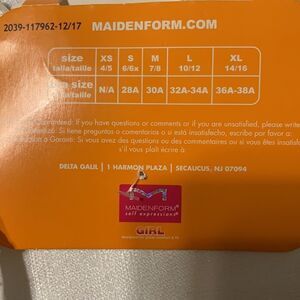 2039-117962-12/17
MAIDENFORM.COM
size XS S M L XL
talla/taille 4/5 6/6x 7/8 10/12 14/16
size N/A 28A 30A 32A-34A 36A-38A
talla/taille
If you have questions or comments or if you are unsatisfied, please write
Si tiene preguntas o comentarios o si está insatisfecho, escribir por favor a:
Si vous avez des questions ou des commentaires ou si vous êtes
s'il vous plaît écrire à
DELTA GALIL | 1 HARMON PLAZA | SECAUCUS, NJ 07094
MAIDENFORM®
self expressions®
GIRL